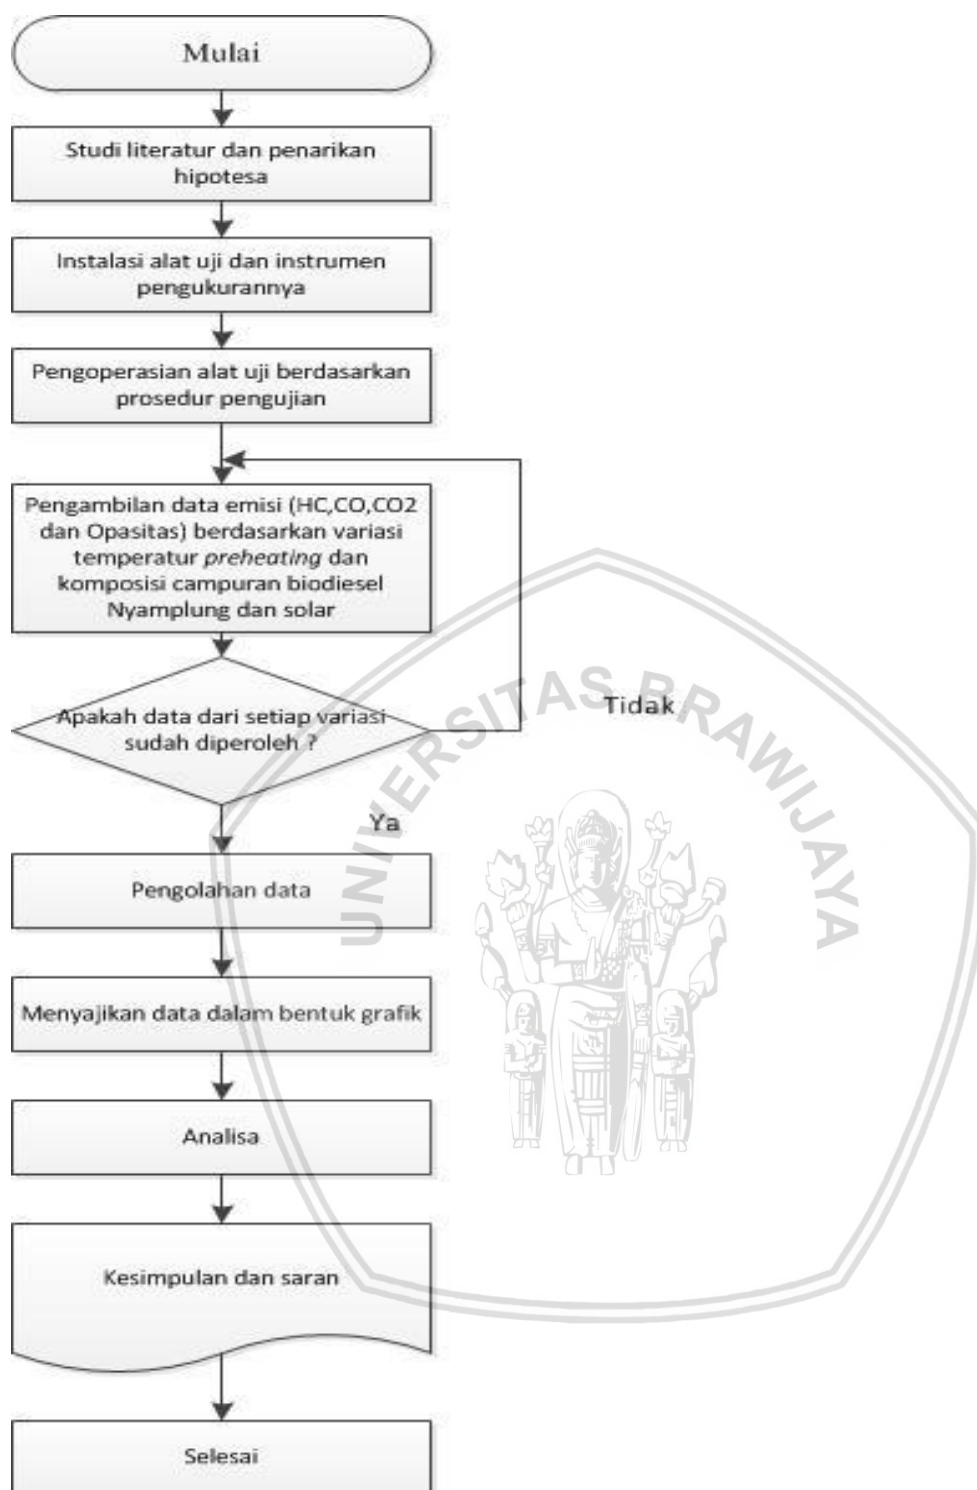 Mulai
Studi literatur dan penarikan
hipotesa
Instalasi alat uji dan instrumen
pengukurannya
Pengoperasian alat uji berdasarkan
prosedur pengujian
Pengambilan data emisi (HC,CO,CO2
dan Opasitas) berdasarkan variasi
temperatur preheating dan
komposisi campuran biodiesel
Nyamplung dan solar
Apakah data dari setiap variasi
sudah diperoleh ?
Tidak
Ya
Pengolahan data
Menyajikan data dalam bentuk grafik
Analisa
Kesimpulan dan saran
Selesai
UNIVERSITAS BRAWIJAYA